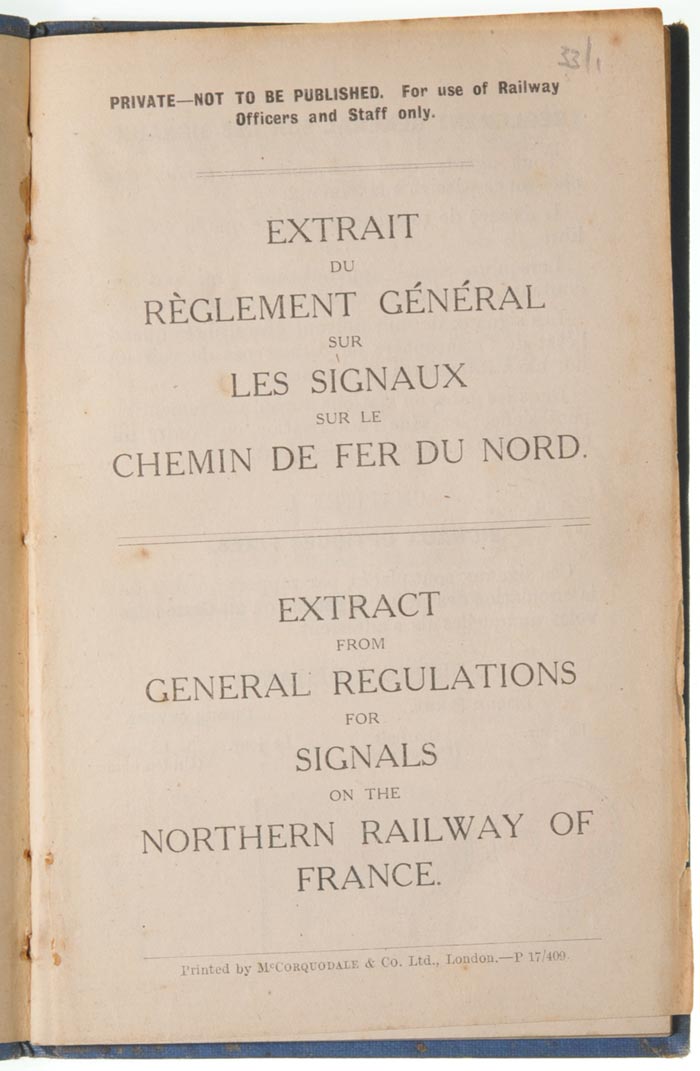 33/1
PRIVATE—NOT TO BE PUBLISHED. For use of Railway
Officers and Staff only.
EXTRAIT
DU
RÈGLEMENT GÉNÉRAL
SUR
LES SIGNAUX
SUR LE
CHEMIN DE FER DU NORD.
EXTRACT
FROM
GENERAL REGULATIONS
FOR
SIGNALS
ON THE
NORTHERN RAILWAY OF
FRANCE.
Printed by McCORQUODALE & Co. Ltd., London.—P 17/409.